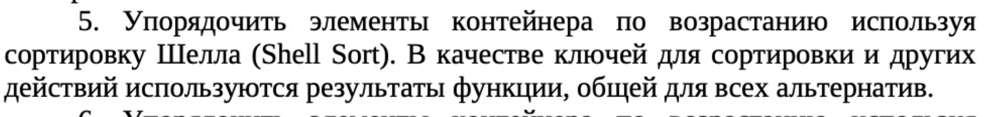 5. Упорядочить элементы контейнера по возрастанию используя
сортировку Шелла (Shell Sort). В качестве ключей для сортировки и других
действий используются результаты функции, общей для всех альтернатив.